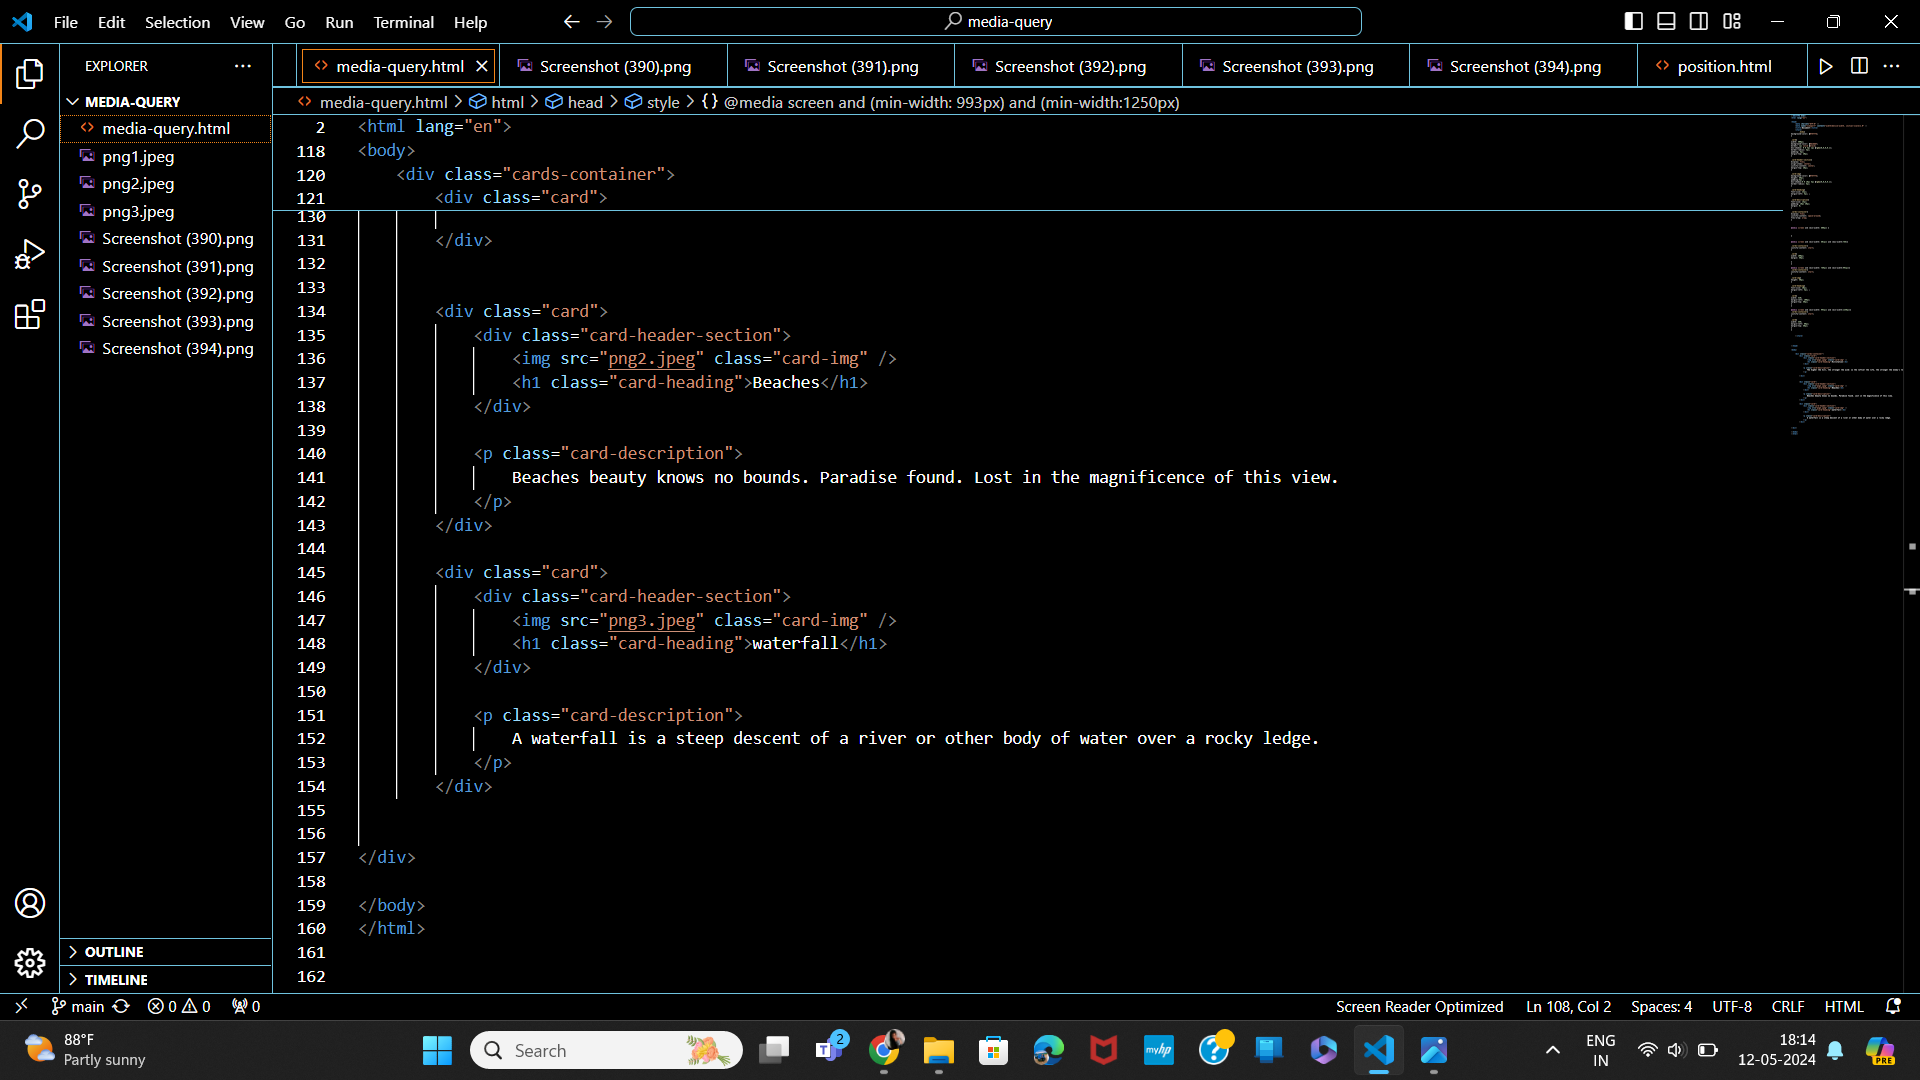 File Edit Selection View Go Run Terminal Help
media-query
EXPLORER
media-query.html
Screenshot (390).png
Screenshot (391).png
Screenshot (392).png
Screenshot (393).png
Screenshot (394).png
position.html
media-query.html > html > head > style > {} @media screen and (min-width: 993px) and (min-width:1250px)
MEDIA-QUERY
media-query.html
png1.jpeg
png2.jpeg
png3.jpeg
Screenshot (390).png
Screenshot (391).png
Screenshot (392).png
Screenshot (393).png
Screenshot (394).png
OUTLINE
TIMELINE
2 <html lang="en">
118 <body>
120 <div class="cards-container">
121 <div class="card">
130
131 </div>
132
133
134 <div class="card">
135 <div class="card-header-section">
136 <img src="png2.jpeg" class="card-img" />
137 <h1 class="card-heading">Beaches</h1>
138 </div>
139
140 <p class="card-description">
141 Beaches beauty knows no bounds. Paradise found. Lost in the magnificence of this view.
142 </p>
143 </div>
144
145 <div class="card">
146 <div class="card-header-section">
147 <img src="png3.jpeg" class="card-img" />
148 <h1 class="card-heading">waterfall</h1>
149 </div>
150
151 <p class="card-description">
152 A waterfall is a steep descent of a river or other body of water over a rocky ledge.
153 </p>
154 </div>
155
156
157 </div>
158
159 </body>
160 </html>
161
162
main 0 0 0
Screen Reader Optimized Ln 108, Col 2 Spaces: 4 UTF-8 CRLF HTML
88°F
Partly sunny
Search
2
myhp
ENG
IN
18:14
12-05-2024
PRE